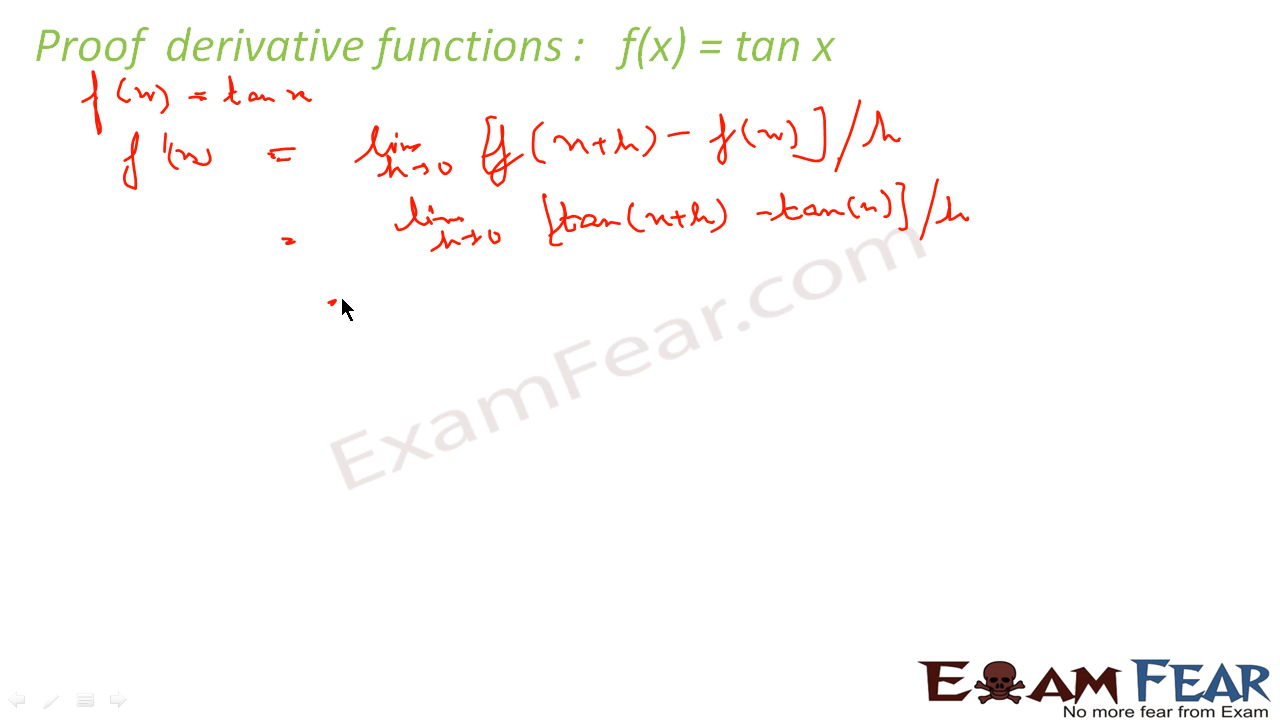 Proof derivative functions : f(x) = tan x
f(x) = tan x
f'(x) = lim h→0 [f(x+h) - f(x)]/h
= lim h→0 [tan(x+h) - tan(x)]/h
ExamFear.com
EXAM FEAR
No more fear from Exam